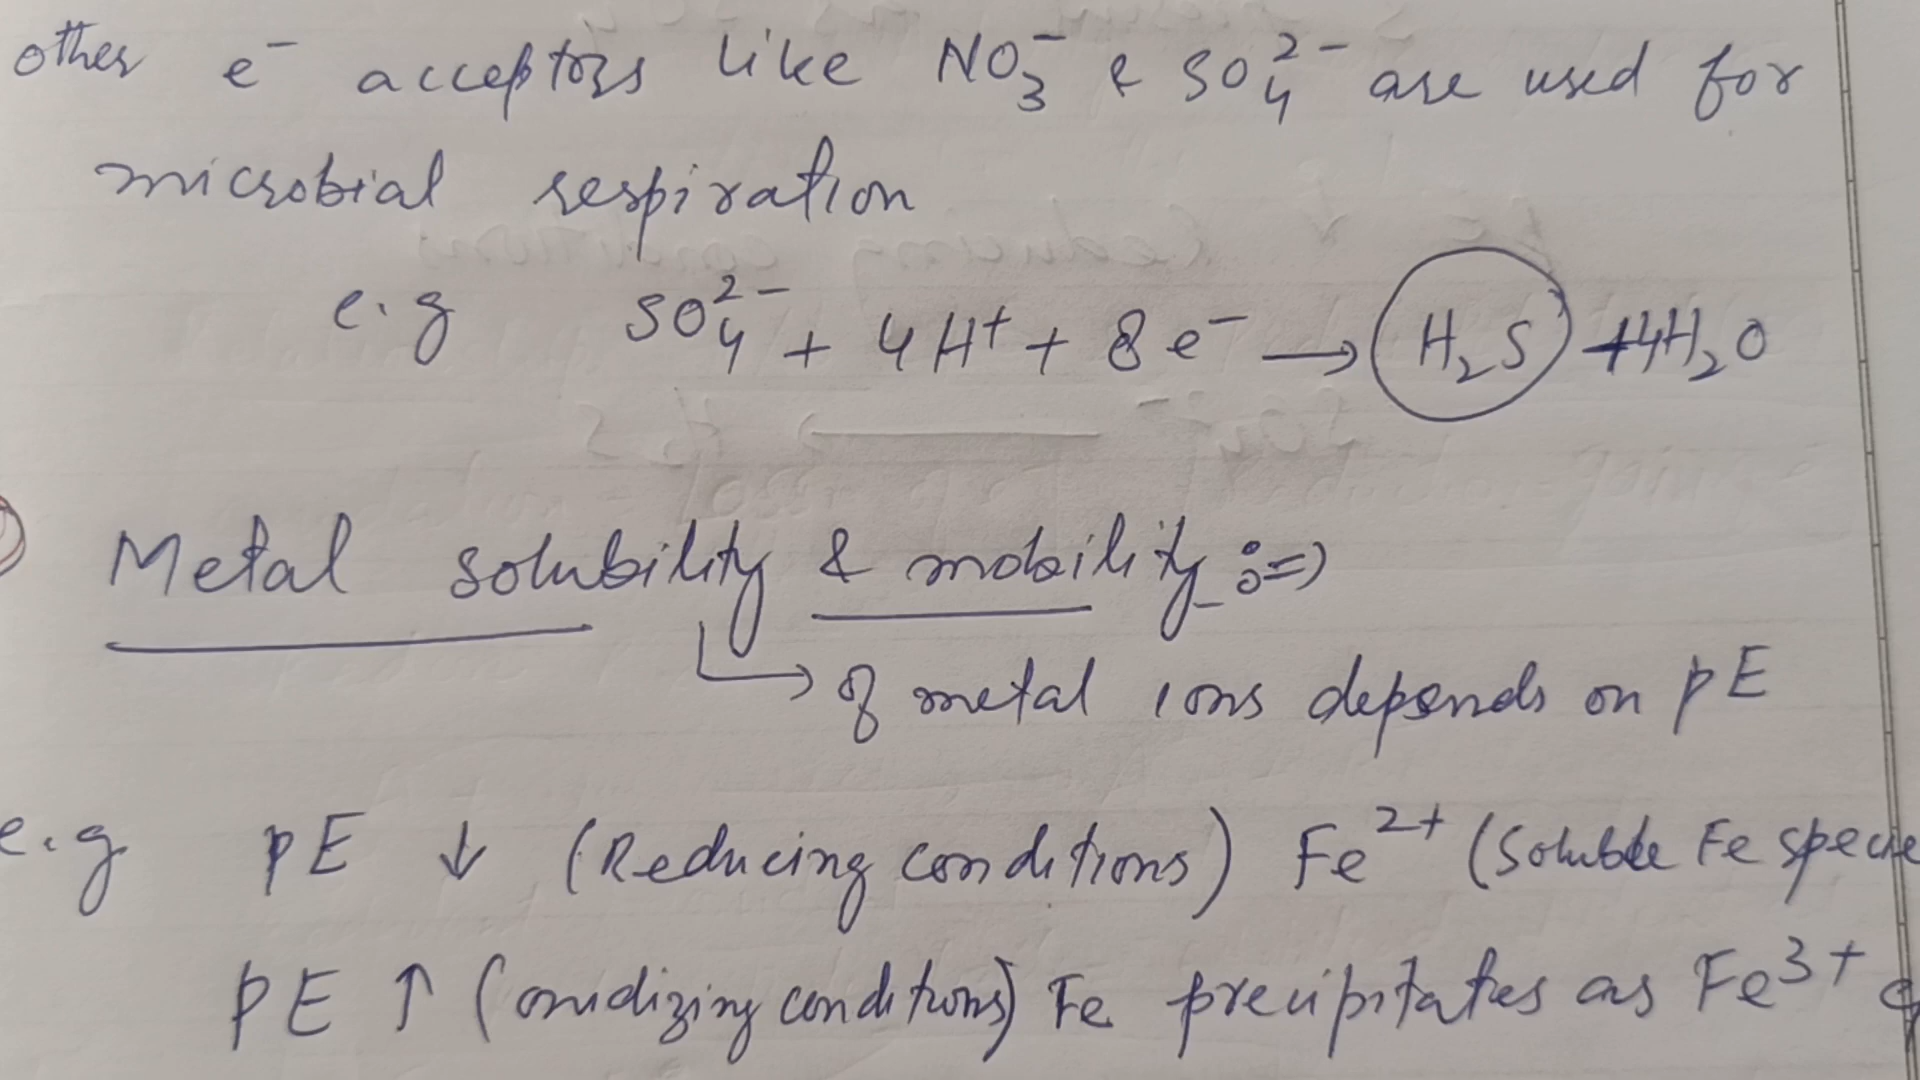 other e⁻ acceptors like NO₃⁻ & SO₄²⁻ are used for
microbial respiration
e.g SO₄²⁻ + 4H⁺ + 8e⁻ → H₂S + 4H₂O
Metal solubility & mobility :=)
↳ of metal ions depends on pE
e.g pE ↓ (Reducing conditions) Fe²⁺ (Soluble Fe specie
pE ↑ (oxidizing conditions) Fe precipitates as Fe³⁺